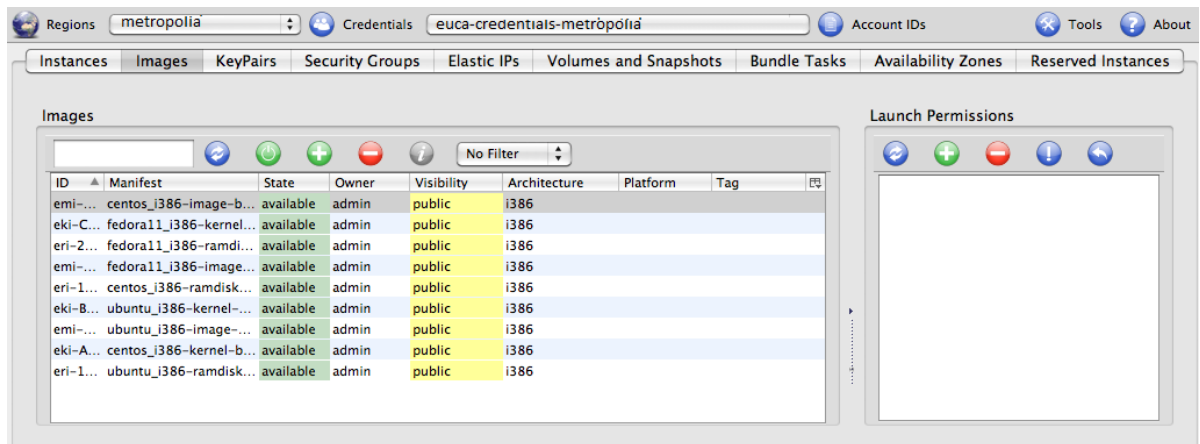 Regions metropolia Credentials euca-credentials-metropolia Account IDs Tools About
Instances Images KeyPairs Security Groups Elastic IPs Volumes and Snapshots Bundle Tasks Availability Zones Reserved Instances
Images Launch Permissions
No Filter
ID Manifest State Owner Visibility Architecture Platform Tag
emi-... centos_i386-image-b... available admin public i386
eki-C... fedora11_i386-kernel... available admin public i386
eri-2... fedora11_i386-ramdi... available admin public i386
emi-... fedora11_i386-image... available admin public i386
eri-1... centos_i386-ramdisk... available admin public i386
eki-B... ubuntu_i386-kernel-... available admin public i386
emi-... ubuntu_i386-image-... available admin public i386
eki-A... centos_i386-kernel-b... available admin public i386
eri-1... ubuntu_i386-ramdisk... available admin public i386